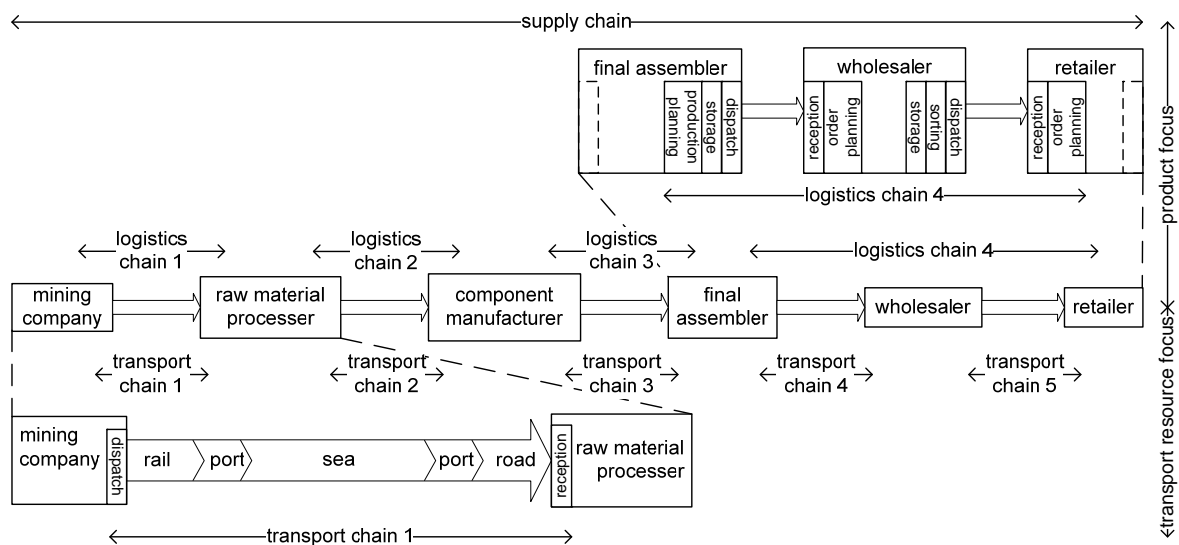 supply chain
final assembler
wholesaler
retailer
production
planning
storage
dispatch
reception
order
planning
storage
sorting
dispatch
reception
order
planning
logistics chain 4
product focus
logistics
chain 1
logistics
chain 2
logistics
chain 3
logistics chain 4
mining
company
raw material
processer
component
manufacturer
final
assembler
wholesaler
retailer
transport
chain 1
transport
chain 2
transport
chain 3
transport
chain 4
transport
chain 5
transport resource focus
mining
company
dispatch
rail
port
sea
port
road
reception
raw material
processer
transport chain 1